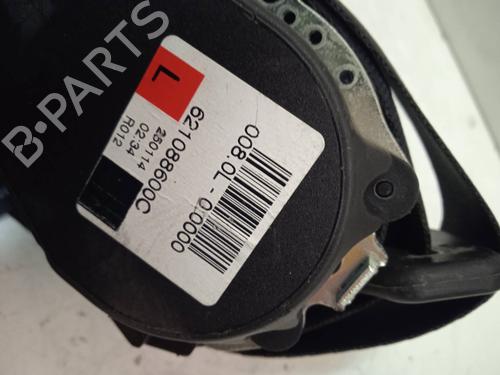 B-PARTS
L
621088600C
250114
02:34
R012
008.0L - 0.0000